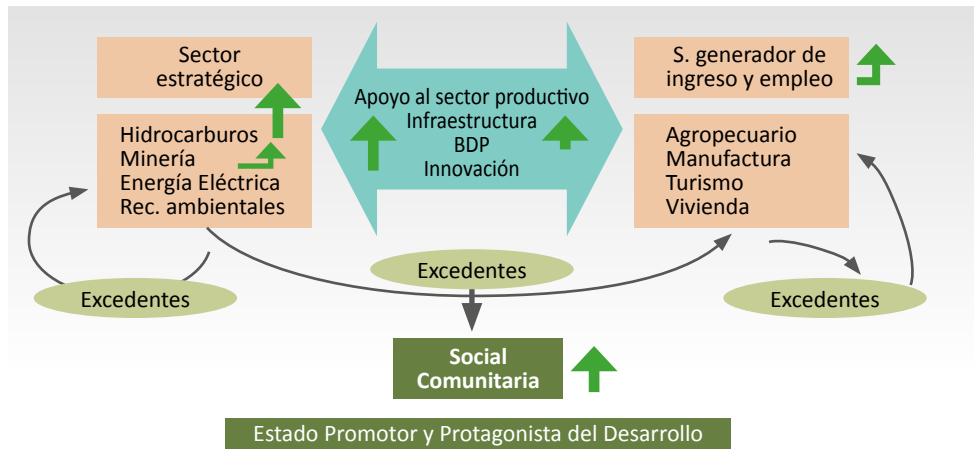 Sector
estratégico
Hidrocarburos
Minería
Energía Eléctrica
Rec. ambientales
Apoyo al sector productivo
Infraestructura
BDP
Innovación
S. generador de
ingreso y empleo
Agropecuario
Manufactura
Turismo
Vivienda
Excedentes
Excedentes
Excedentes
Social
Comunitaria
Estado Promotor y Protagonista del Desarrollo